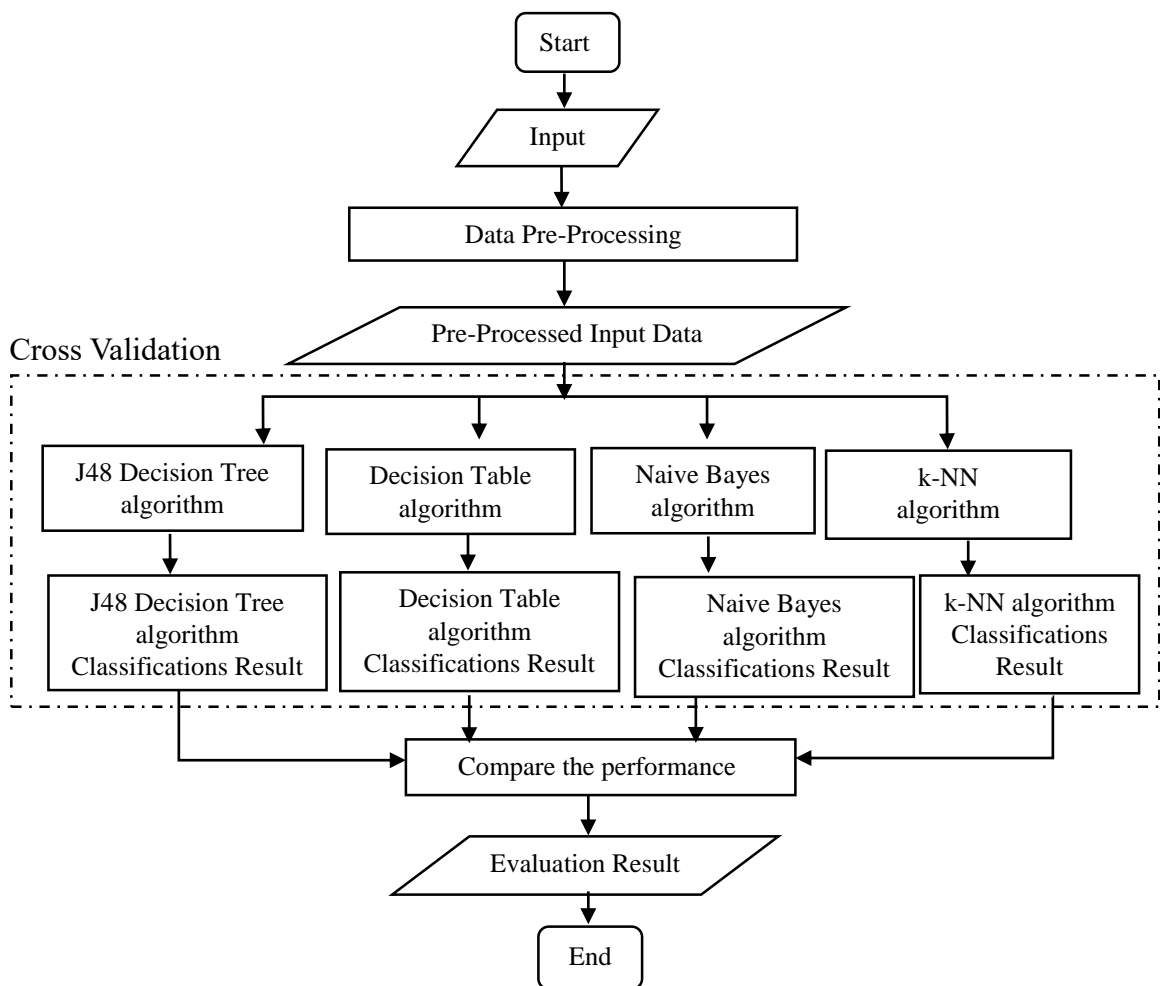 Start
Input
Data Pre-Processing
Pre-Processed Input Data
Cross Validation
J48 Decision Tree
algorithm
Decision Table
algorithm
Naive Bayes
algorithm
k-NN
algorithm
J48 Decision Tree
algorithm
Classifications Result
Decision Table
algorithm
Classifications Result
Naive Bayes
algorithm
Classifications Result
k-NN algorithm
Classifications
Result
Compare the performance
Evaluation Result
End